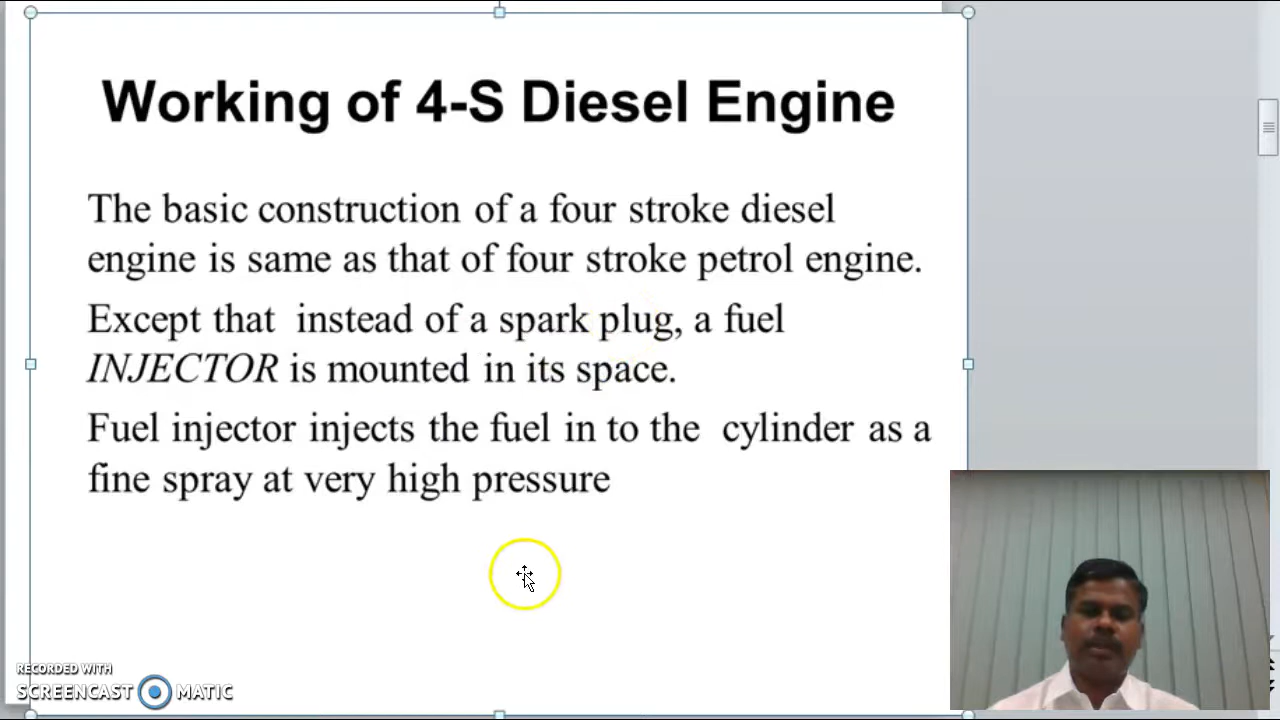 Working of 4-S Diesel Engine
The basic construction of a four stroke diesel
engine is same as that of four stroke petrol engine.
Except that instead of a spark plug, a fuel
INJECTOR is mounted in its space.
Fuel injector injects the fuel in to the cylinder as a
fine spray at very high pressure
RECORDED WITH
SCREENCAST MATIC